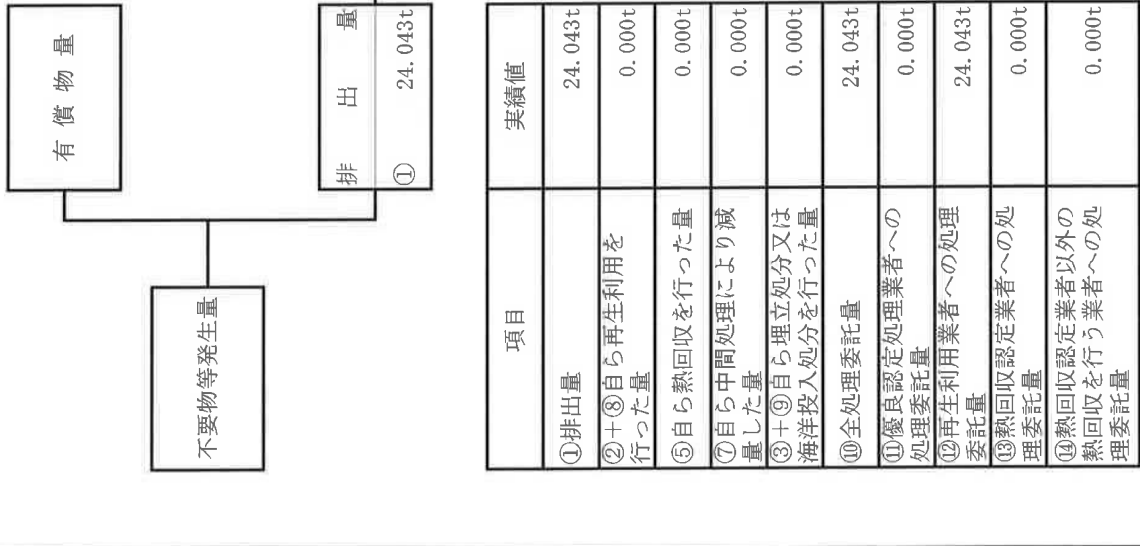 不要物等発生量
有償物量
排出量
① 24.043t
項目 実績値
①排出量 24.043t
②+⑧自ら再生利用を
行った量 0.000t
⑤自ら熱回収を行った量 0.000t
⑦自ら中間処理により減
量した量 0.000t
③+⑨自ら埋立処分又は
海洋投入処分を行った量 0.000t
⑩全処理委託量 24.043t
⑪優良認定処理業者への
処理委託量 0.000t
⑫再生利用業者への処理
委託量 24.043t
⑬熱回収認定業者への処
理委託量 0.000t
⑭熱回収認定業者以外の
熱回収を行う業者への処
理委託量 0.000t